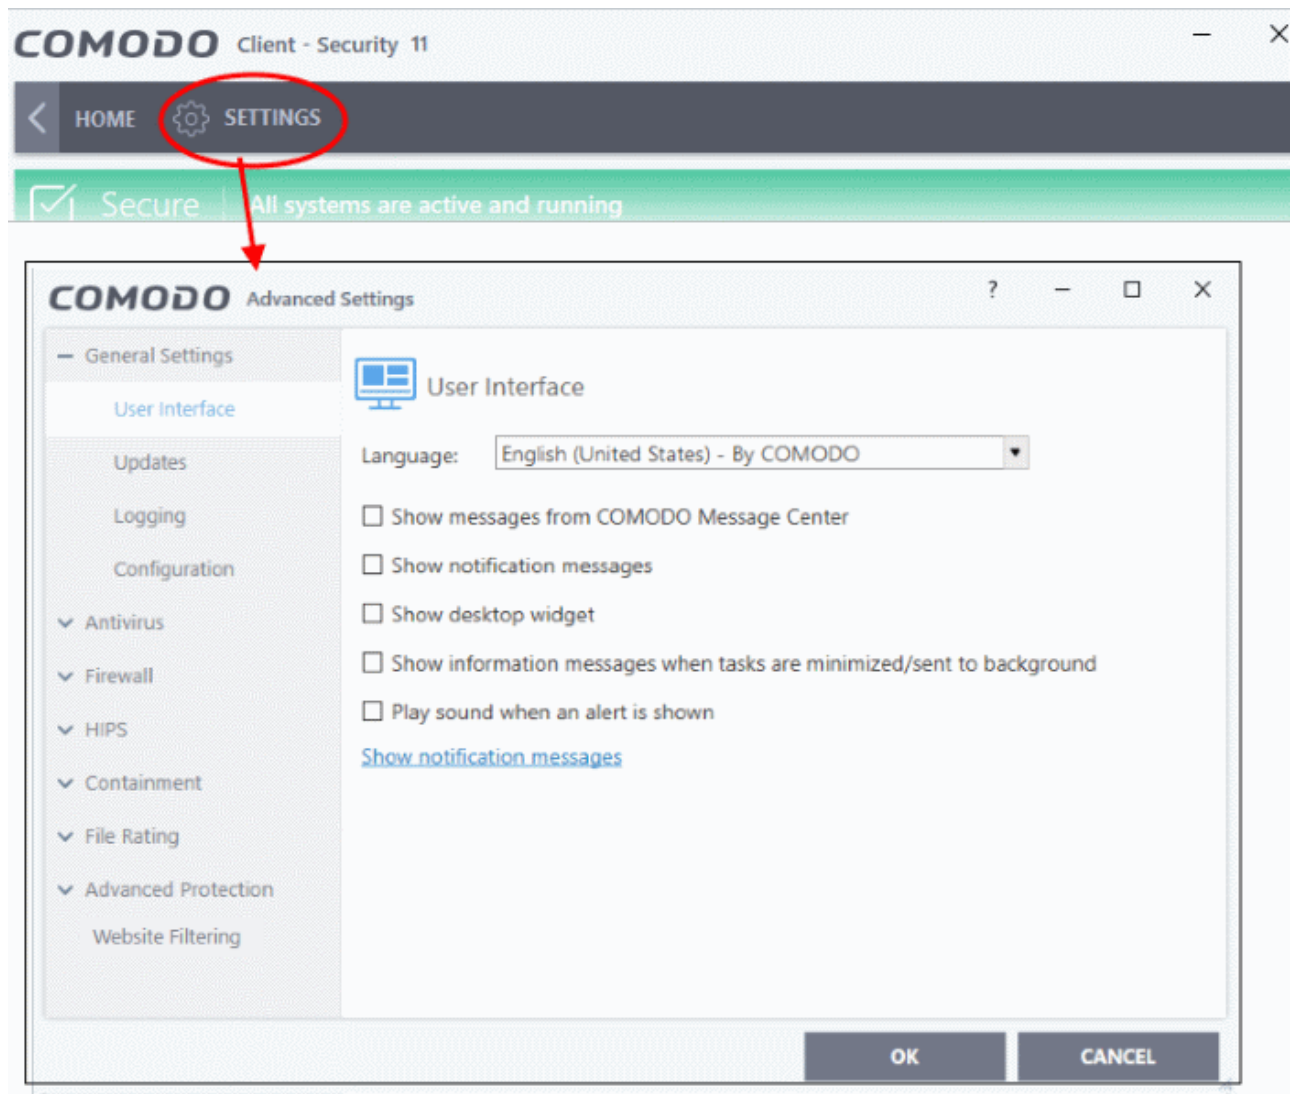 COMODO Client - Security 11
HOME SETTINGS
Secure All systems are active and running
COMODO Advanced Settings ?
General Settings
User Interface
Updates
Logging
Configuration
Antivirus
Firewall
HIPS
Containment
File Rating
Advanced Protection
Website Filtering
User Interface
Language: English (United States) - By COMODO
Show messages from COMODO Message Center
Show notification messages
Show desktop widget
Show information messages when tasks are minimized/sent to background
Play sound when an alert is shown
Show notification messages
OK CANCEL